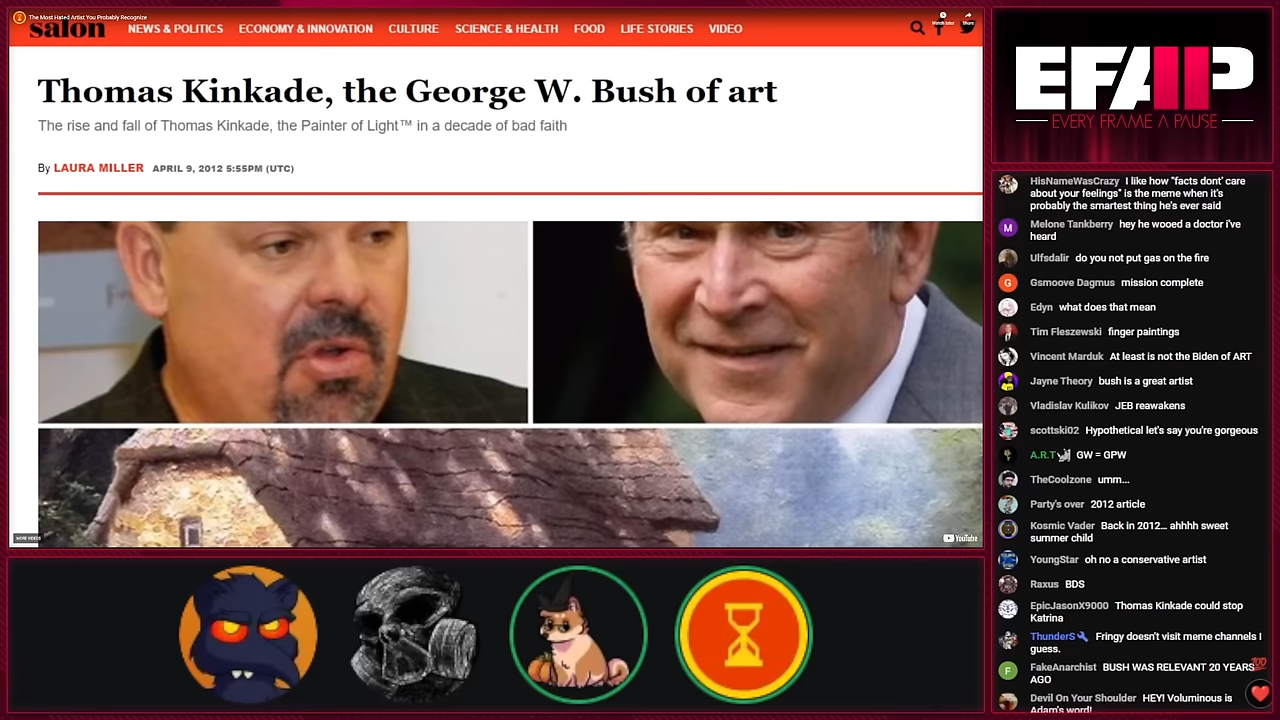 The Most Hated Artist You Probably Recognize
Watch later
Share
salon
NEWS & POLITICS
ECONOMY & INNOVATION
CULTURE
SCIENCE & HEALTH
FOOD
LIFE STORIES
VIDEO
Thomas Kinkade, the George W. Bush of art
The rise and fall of Thomas Kinkade, the Painter of Light™ in a decade of bad faith
By LAURA MILLER APRIL 9, 2012 5:55PM (UTC)
MORE VIDEOS
YouTube
EFAP
EVERY FRAME A PAUSE
HisNameWasCrazy I like how "facts dont' care
about your feelings" is the meme when it's
probably the smartest thing he's ever said
M
Melone Tankberry hey he wooed a doctor i've
heard
Ulfsdalir do you not put gas on the fire
G
Gsmoove Dagmus mission complete
Edyn what does that mean
Tim Fleszewski finger paintings
Vincent Marduk At least is not the Biden of ART
Jayne Theory bush is a great artist
Vladislav Kulikov JEB reawakens
scottski02 Hypothetical let's say you're gorgeous
A.R.T GW = GPW
TheCoolzone umm...
Party's over 2012 article
Kosmic Vader Back in 2012... ahhhh sweet
summer child
YoungStar oh no a conservative artist
Raxus BDS
EpicJasonX9000 Thomas Kinkade could stop
Katrina
ThunderS Fringy doesn't visit meme channels I
guess.
F
FakeAnarchist BUSH WAS RELEVANT 20 YEARS
AGO
💯
Devil On Your Shoulder HEY! Voluminous is
Adam's word!